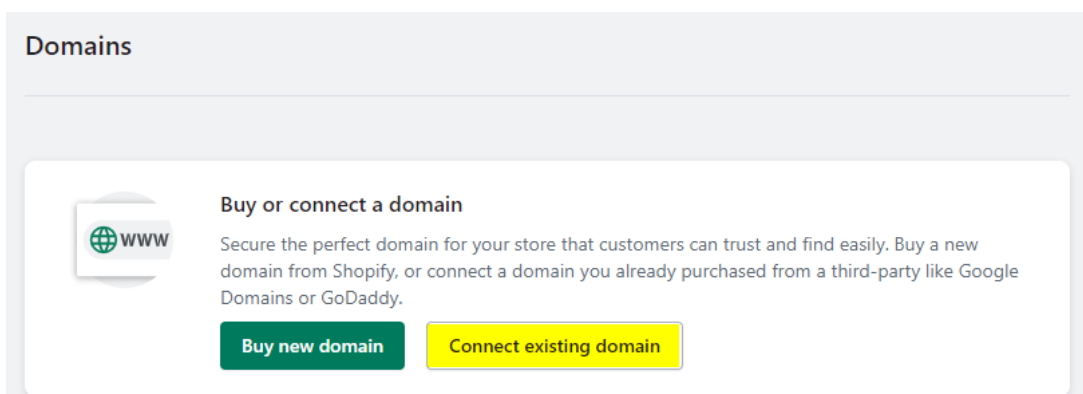 Domains
Buy or connect a domain
www
Secure the perfect domain for your store that customers can trust and find easily. Buy a new
domain from Shopify, or connect a domain you already purchased from a third-party like Google
Domains or GoDaddy.
Buy new domain
Connect existing domain